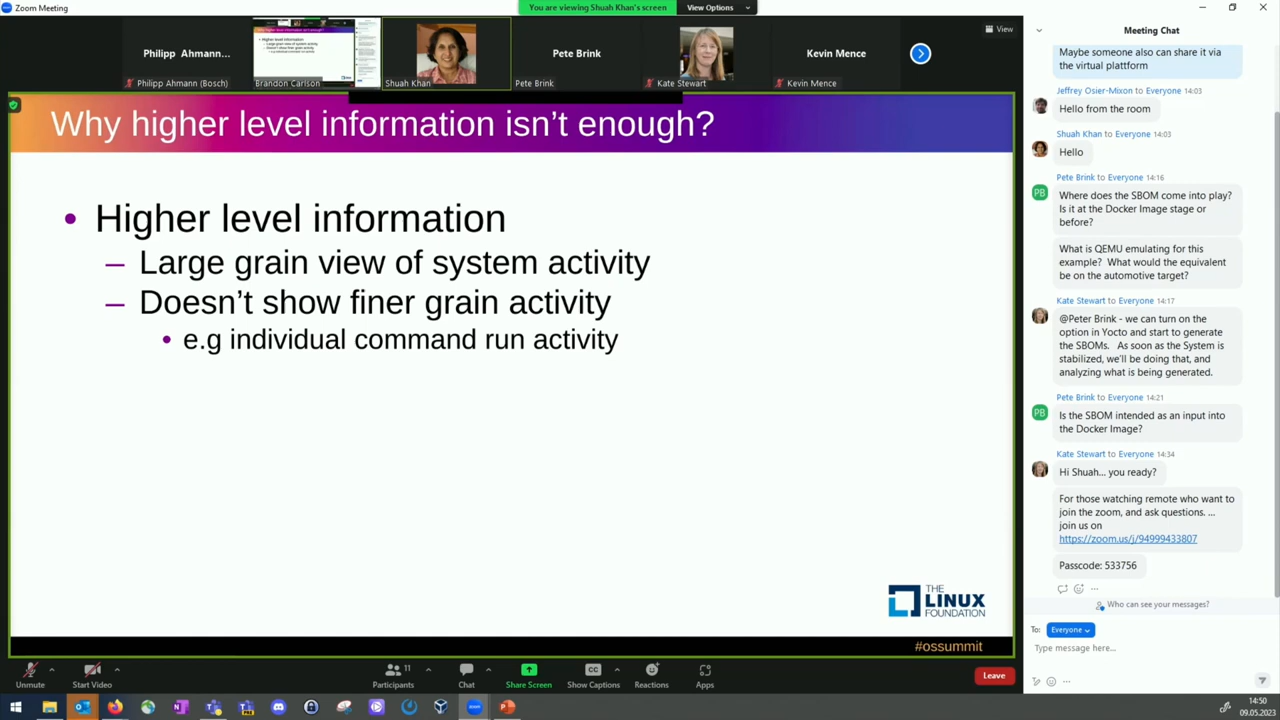 Zoom Meeting
You are viewing Shuah Khan's screen
View Options
View
Philipp Ahmann...
Philipp Ahmann (Bosch)
Brandon Carlson
Shuah Khan
Pete Brink
Pete Brink
Kate Stewart
Kevin Mence
Kevin Mence
Why higher level information isn't enough?
• Higher level information
– Large grain view of system activity
– Doesn't show finer grain activity
• e.g individual command run activity
THE
LINUX
FOUNDATION
#ossummit
Meeting Chat
Maybe someone also can share it via
the virtual plattform
Jeffrey Osier-Mixon to Everyone 14:03
Hello from the room
Shuah Khan to Everyone 14:03
Hello
Pete Brink to Everyone 14:16
PB
Where does the SBOM come into play?
Is it at the Docker Image stage or
before?
What is QEMU emulating for this
example? What would the equivalent
be on the automotive target?
Kate Stewart to Everyone 14:17
@Peter Brink - we can turn on the
option in Yocto and start to generate
the SBOMs. As soon as the System is
stabilized, we'll be doing that, and
analyzing what is being generated.
Pete Brink to Everyone 14:21
PB
Is the SBOM intended as an input into
the Docker Image?
Kate Stewart to Everyone 14:34
Hi Shuah... you ready?
For those watching remote who want to
join the zoom, and ask questions. ...
join us on
https://zoom.us/j/94999433807
Passcode: 533756
Who can see your messages?
To: Everyone
Type message here...
Unmute
Start Video
11
Participants
Chat
Share Screen
CC
Show Captions
Reactions
Apps
Leave
14:50
09.05.2023